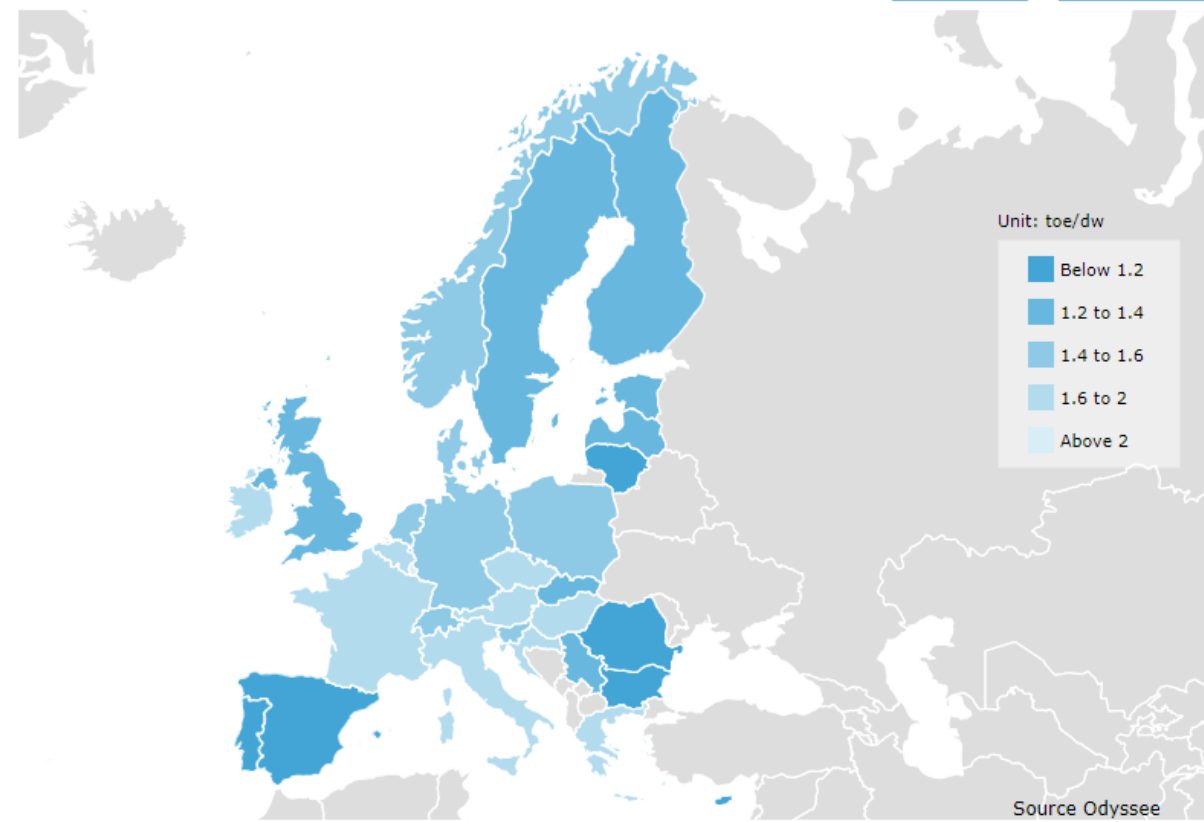 Unit: toe/dw
Below 1.2
1.2 to 1.4
1.4 to 1.6
1.6 to 2
Above 2
Source Odyssee